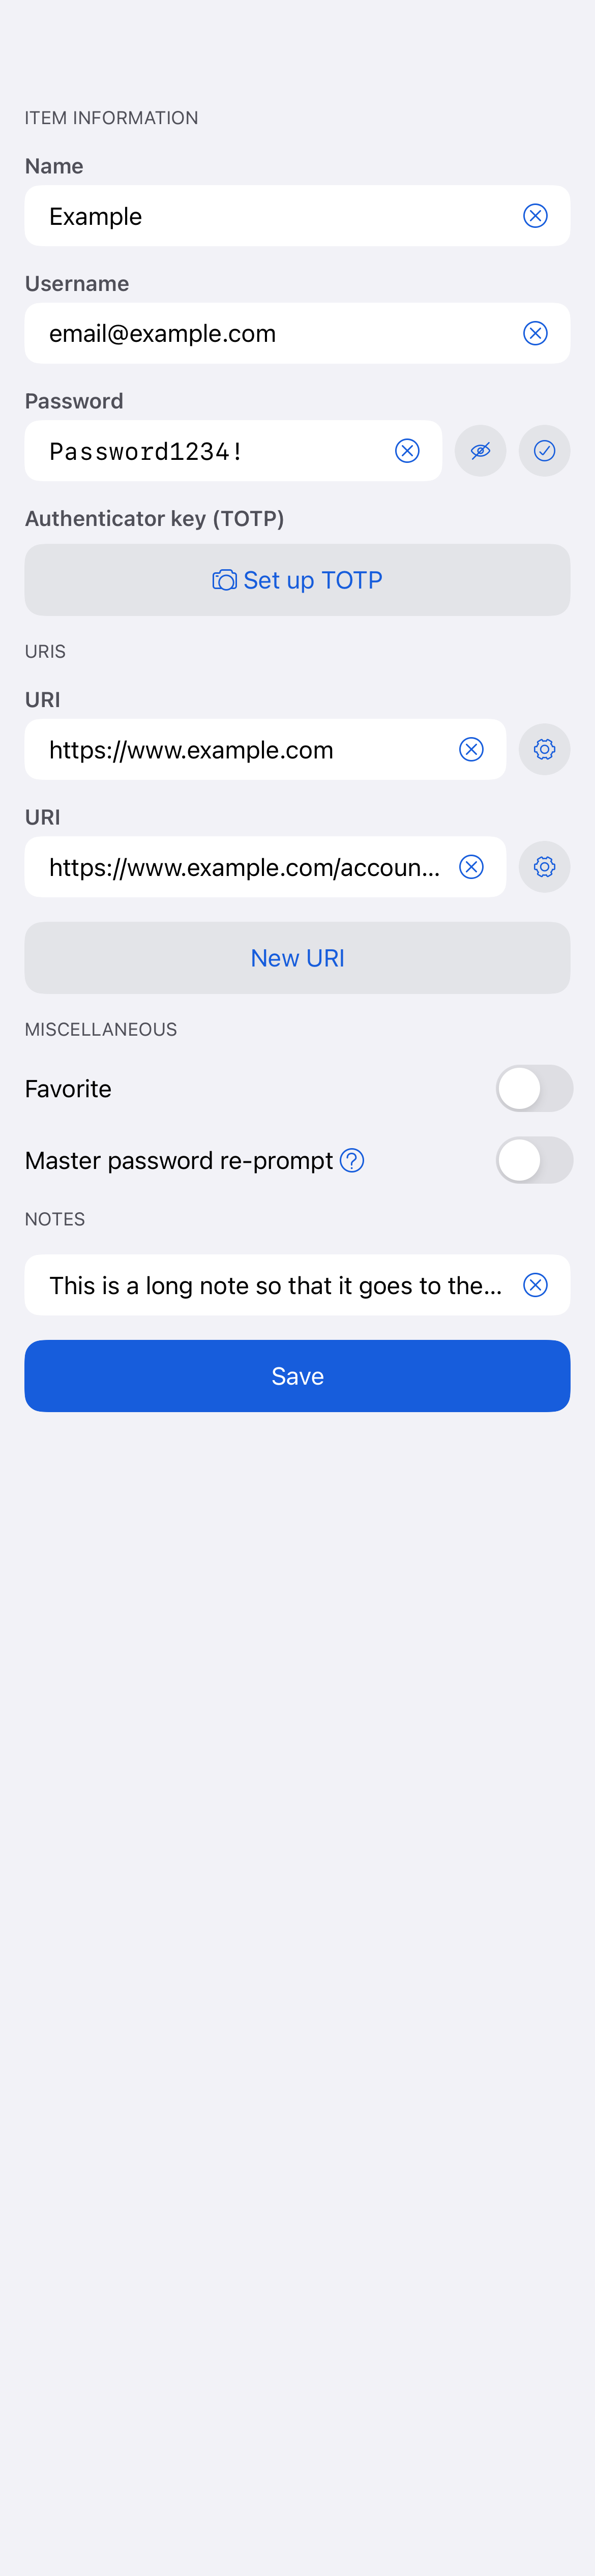 ITEM INFORMATION
Name
Example
Username
email@example.com
Password
Password1234!
Authenticator key (TOTP)
Set up TOTP
URIS
URI
https://www.example.com
URI
https://www.example.com/accoun...
New URI
MISCELLANEOUS
Favorite
Master password re-prompt
NOTES
This is a long note so that it goes to the...
Save